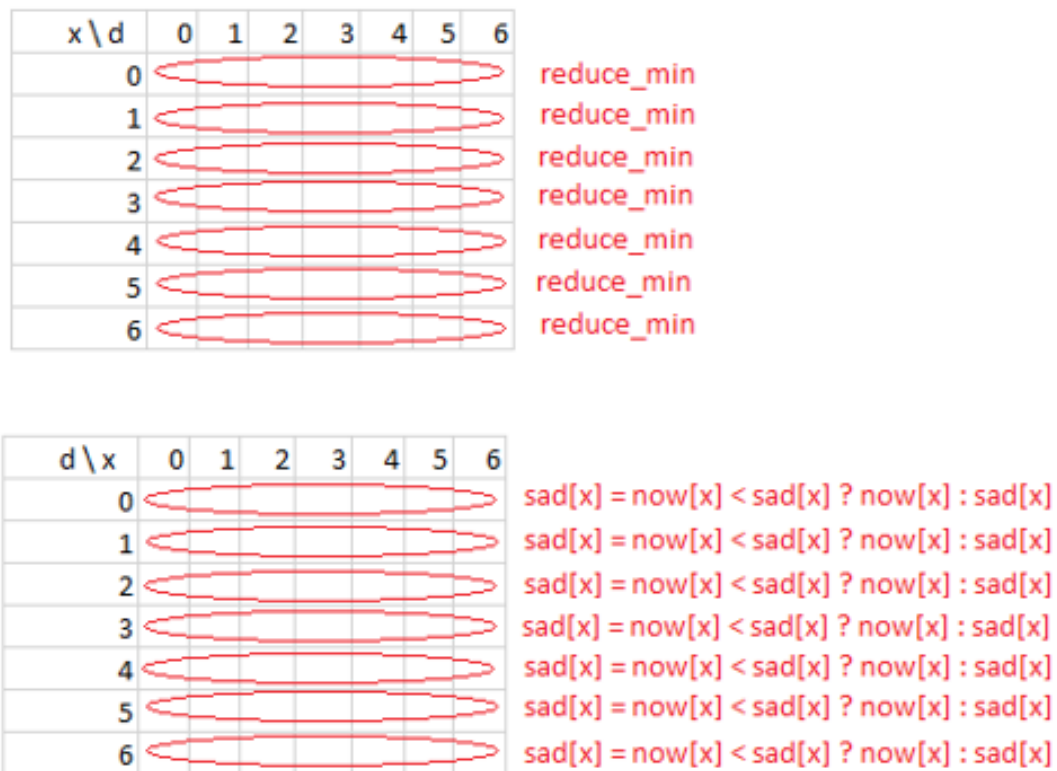 x \ d 0 1 2 3 4 5 6
0 reduce_min
1 reduce_min
2 reduce_min
3 reduce_min
4 reduce_min
5 reduce_min
6 reduce_min
d \ x 0 1 2 3 4 5 6
0 sad[x] = now[x] < sad[x] ? now[x] : sad[x]
1 sad[x] = now[x] < sad[x] ? now[x] : sad[x]
2 sad[x] = now[x] < sad[x] ? now[x] : sad[x]
3 sad[x] = now[x] < sad[x] ? now[x] : sad[x]
4 sad[x] = now[x] < sad[x] ? now[x] : sad[x]
5 sad[x] = now[x] < sad[x] ? now[x] : sad[x]
6 sad[x] = now[x] < sad[x] ? now[x] : sad[x]